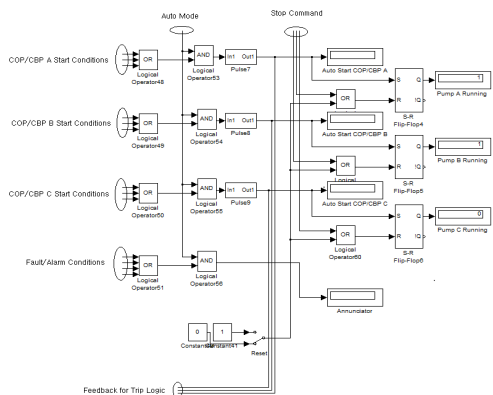 Auto Mode
Stop Command
COP/CBP A Start Conditions
OR
Logical
Operator48
AND
Logical
Operator53
In1 Out1
Pulse7
Auto Start COP/CBP A
OR
Logical
S Q
R !Q
S-R
Flip-Flop4
1
Pump A Running
COP/CBP B Start Conditions
OR
Logical
Operator49
AND
Logical
Operator54
In1 Out1
Pulse8
Auto Start COP/CBP B
OR
Logical
S Q
R !Q
S-R
Flip-Flop5
1
Pump B Running
COP/CBP C Start Conditions
OR
Logical
Operator50
AND
Logical
Operator55
In1 Out1
Pulse9
Auto Start COP/CBP C
OR
Logical
Operator60
S Q
R !Q
S-R
Flip-Flop6
0
Pump C Running
Fault/Alarm Conditions
OR
Logical
Operator51
AND
Logical
Operator56
Annunciator
0
1
Constant41
Reset
Feedback for Trip Logic